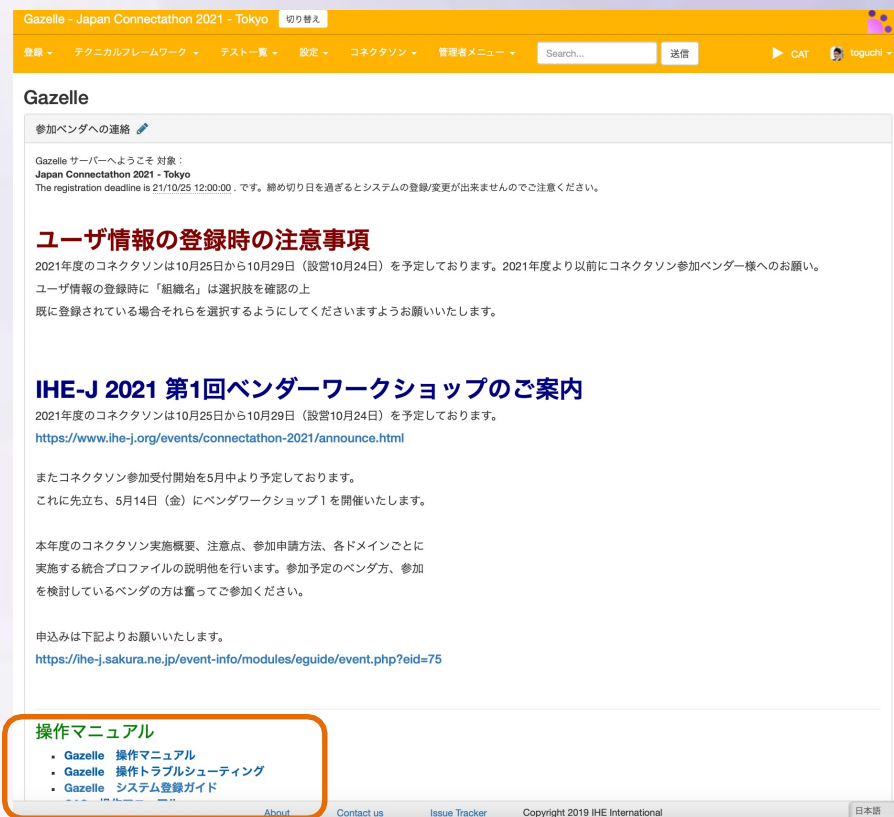 Gazelle - Japan Connectathon 2021 - Tokyo 切り替え
登録 テクニカルフレームワーク テスト一覧 設定 コネクタソン 管理者メニュー Search... 送信 CAT toguchi
Gazelle
参加ベンダへの連絡
Gazelle サーバーへようこそ 対象 :
Japan Connectathon 2021 - Tokyo
The registration deadline is 21/10/25 12:00:00 . です。締め切り日を過ぎるとシステムの登録/変更が出来ませんのでご注意ください。
ユーザ情報の登録時の注意事項
2021年度のコネクタソンは10月25日から10月29日（設営10月24日）を予定しております。2021年度より以前にコネクタソン参加ベンダー様へのお願い。
ユーザ情報の登録時に「組織名」は選択肢を確認の上
既に登録されている場合それらを選択するようにしてくださいますようお願いいたします。
IHE-J 2021 第1回ベンダーワークショップのご案内
2021年度のコネクタソンは10月25日から10月29日（設営10月24日）を予定しております。
https://www.ihe-j.org/events/connectathon-2021/announce.html
またコネクタソン参加受付開始を5月中より予定しております。
これに先立ち、5月14日（金）にベンダワークショップ1を開催いたします。
本年度のコネクタソン実施概要、注意点、参加申請方法、各ドメインごとに
実施する統合プロファイルの説明他を行います。参加予定のベンダ方、参加
を検討しているベンダの方は奮ってご参加ください。
申込みは下記よりお願いいたします。
https://ihe-j.sakura.ne.jp/event-info/modules/eguide/event.php?eid=75
操作マニュアル
Gazelle　操作マニュアル
Gazelle　操作トラブルシューティング
Gazelle　システム登録ガイド
About Contact us Issue Tracker Copyright 2019 IHE International 日本語